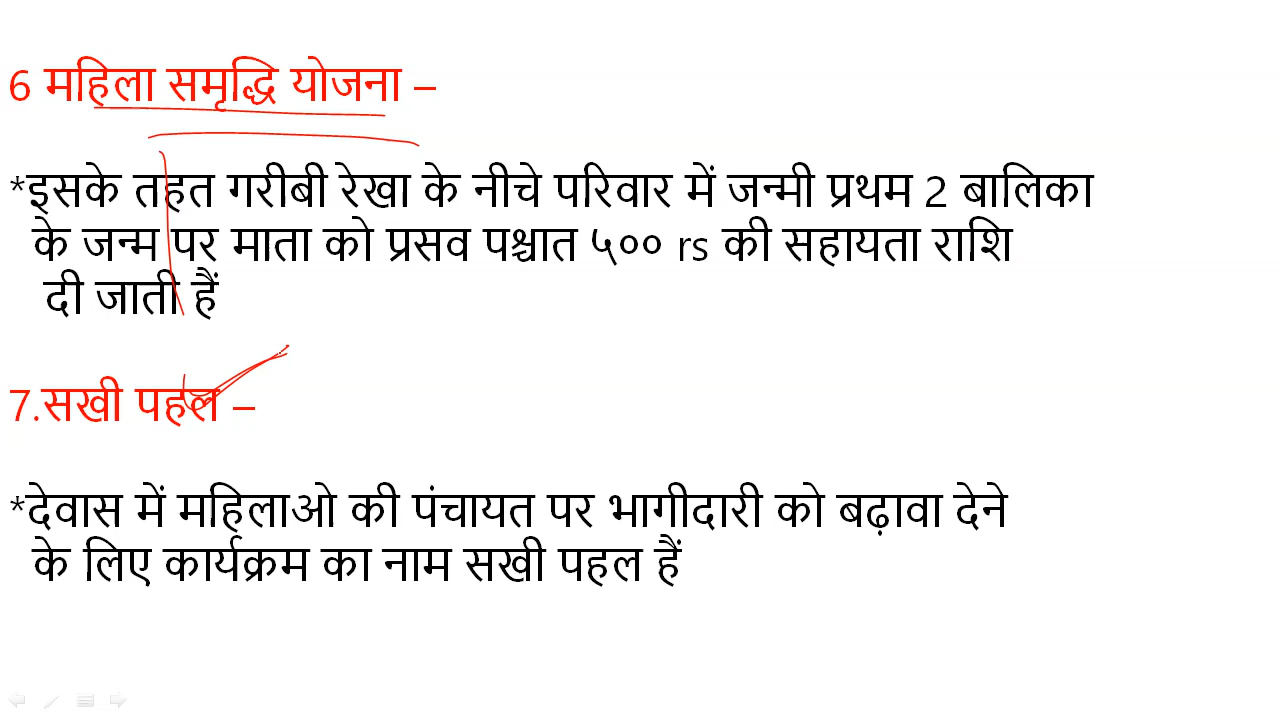 6 महिला समृद्धि योजना –
*इसके तहत गरीबी रेखा के नीचे परिवार में जन्मी प्रथम 2 बालिका
के जन्म पर माता को प्रसव पश्चात ५०० rs की सहायता राशि
दी जाती हैं
7.सखी पहल –
*देवास में महिलाओ की पंचायत पर भागीदारी को बढ़ावा देने
के लिए कार्यक्रम का नाम सखी पहल हैं